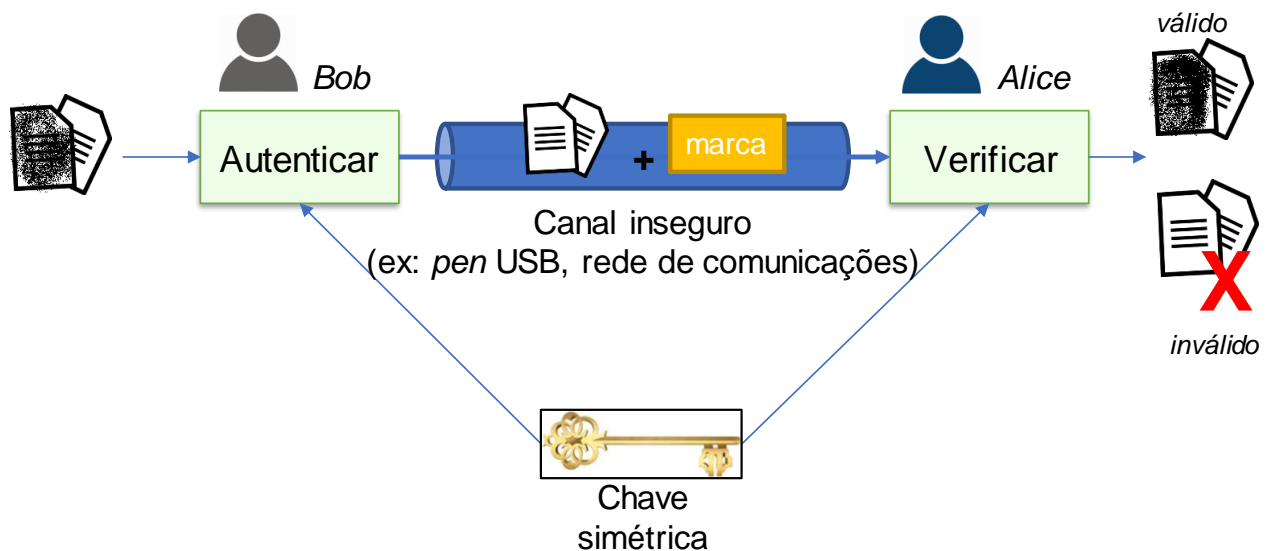 válido
Bob
Alice
Autenticar
+
marca
Verificar
Canal inseguro
(ex: pen USB, rede de comunicações)
X
inválido
Chave
simétrica